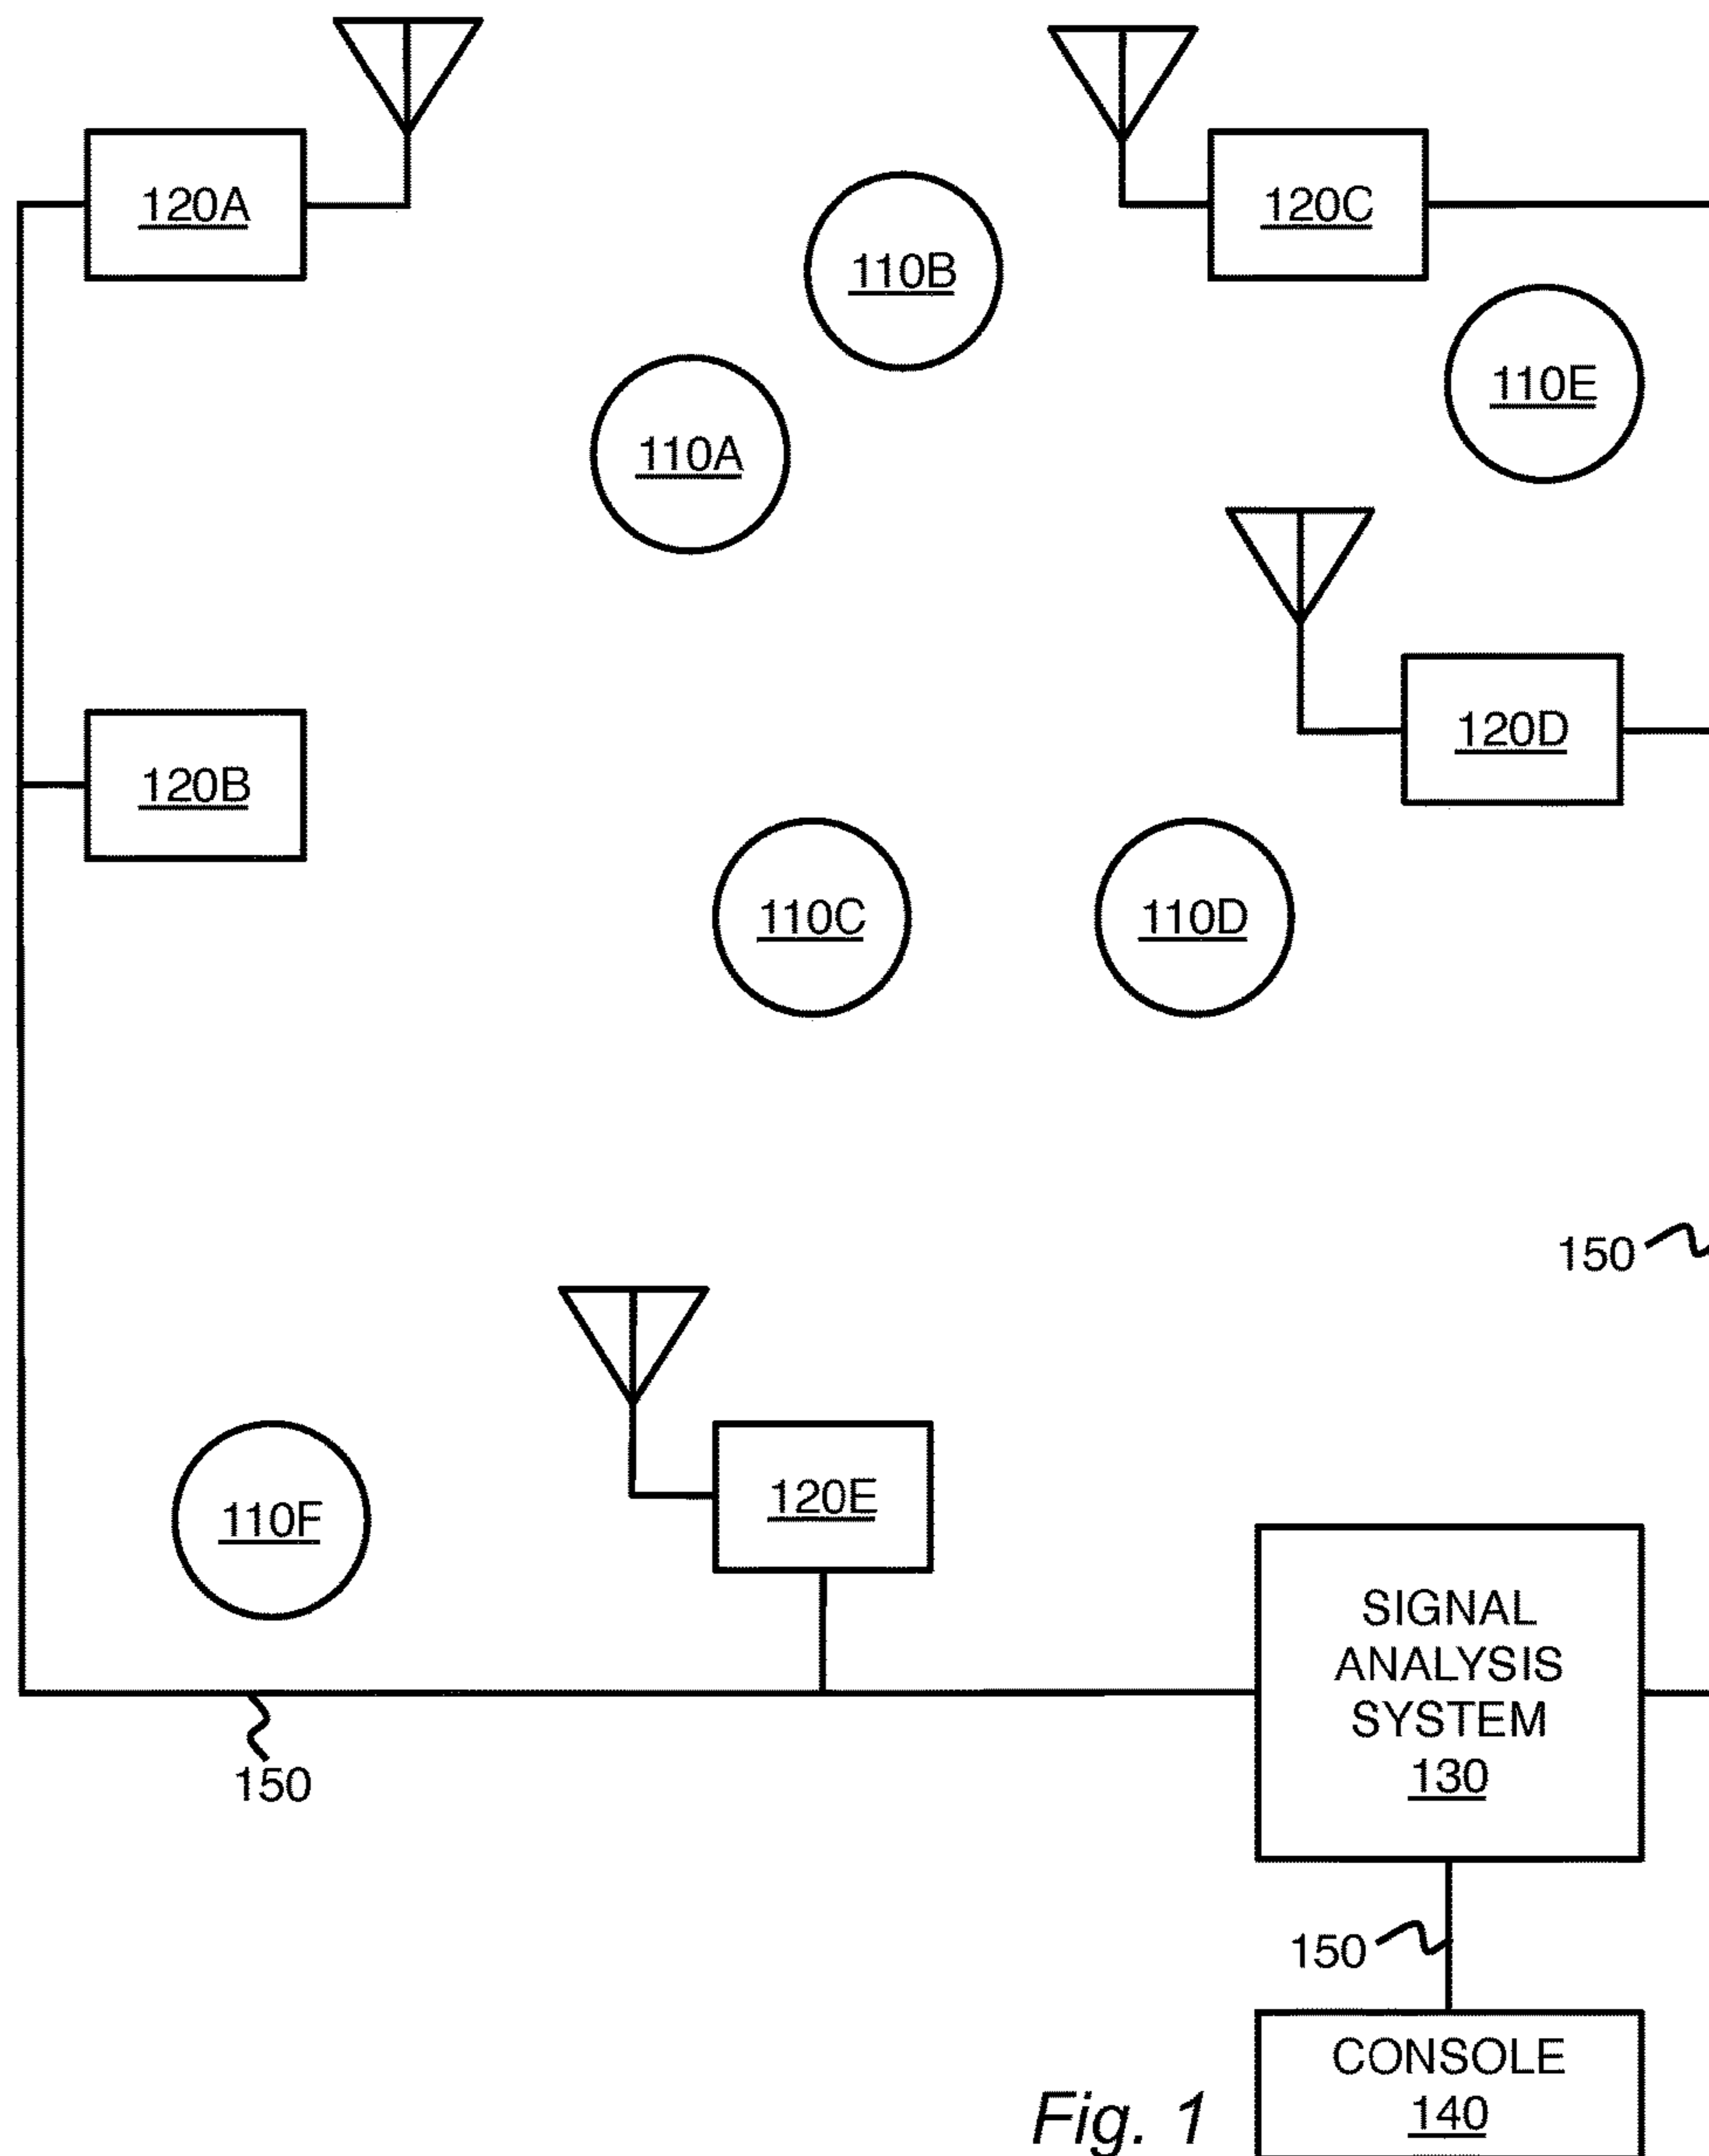 120A
120C
110B
110E
110A
120D
120B
110C
110D
150
120E
110F
SIGNAL
ANALYSIS
SYSTEM
130
150
150
CONSOLE
140
Fig. 1